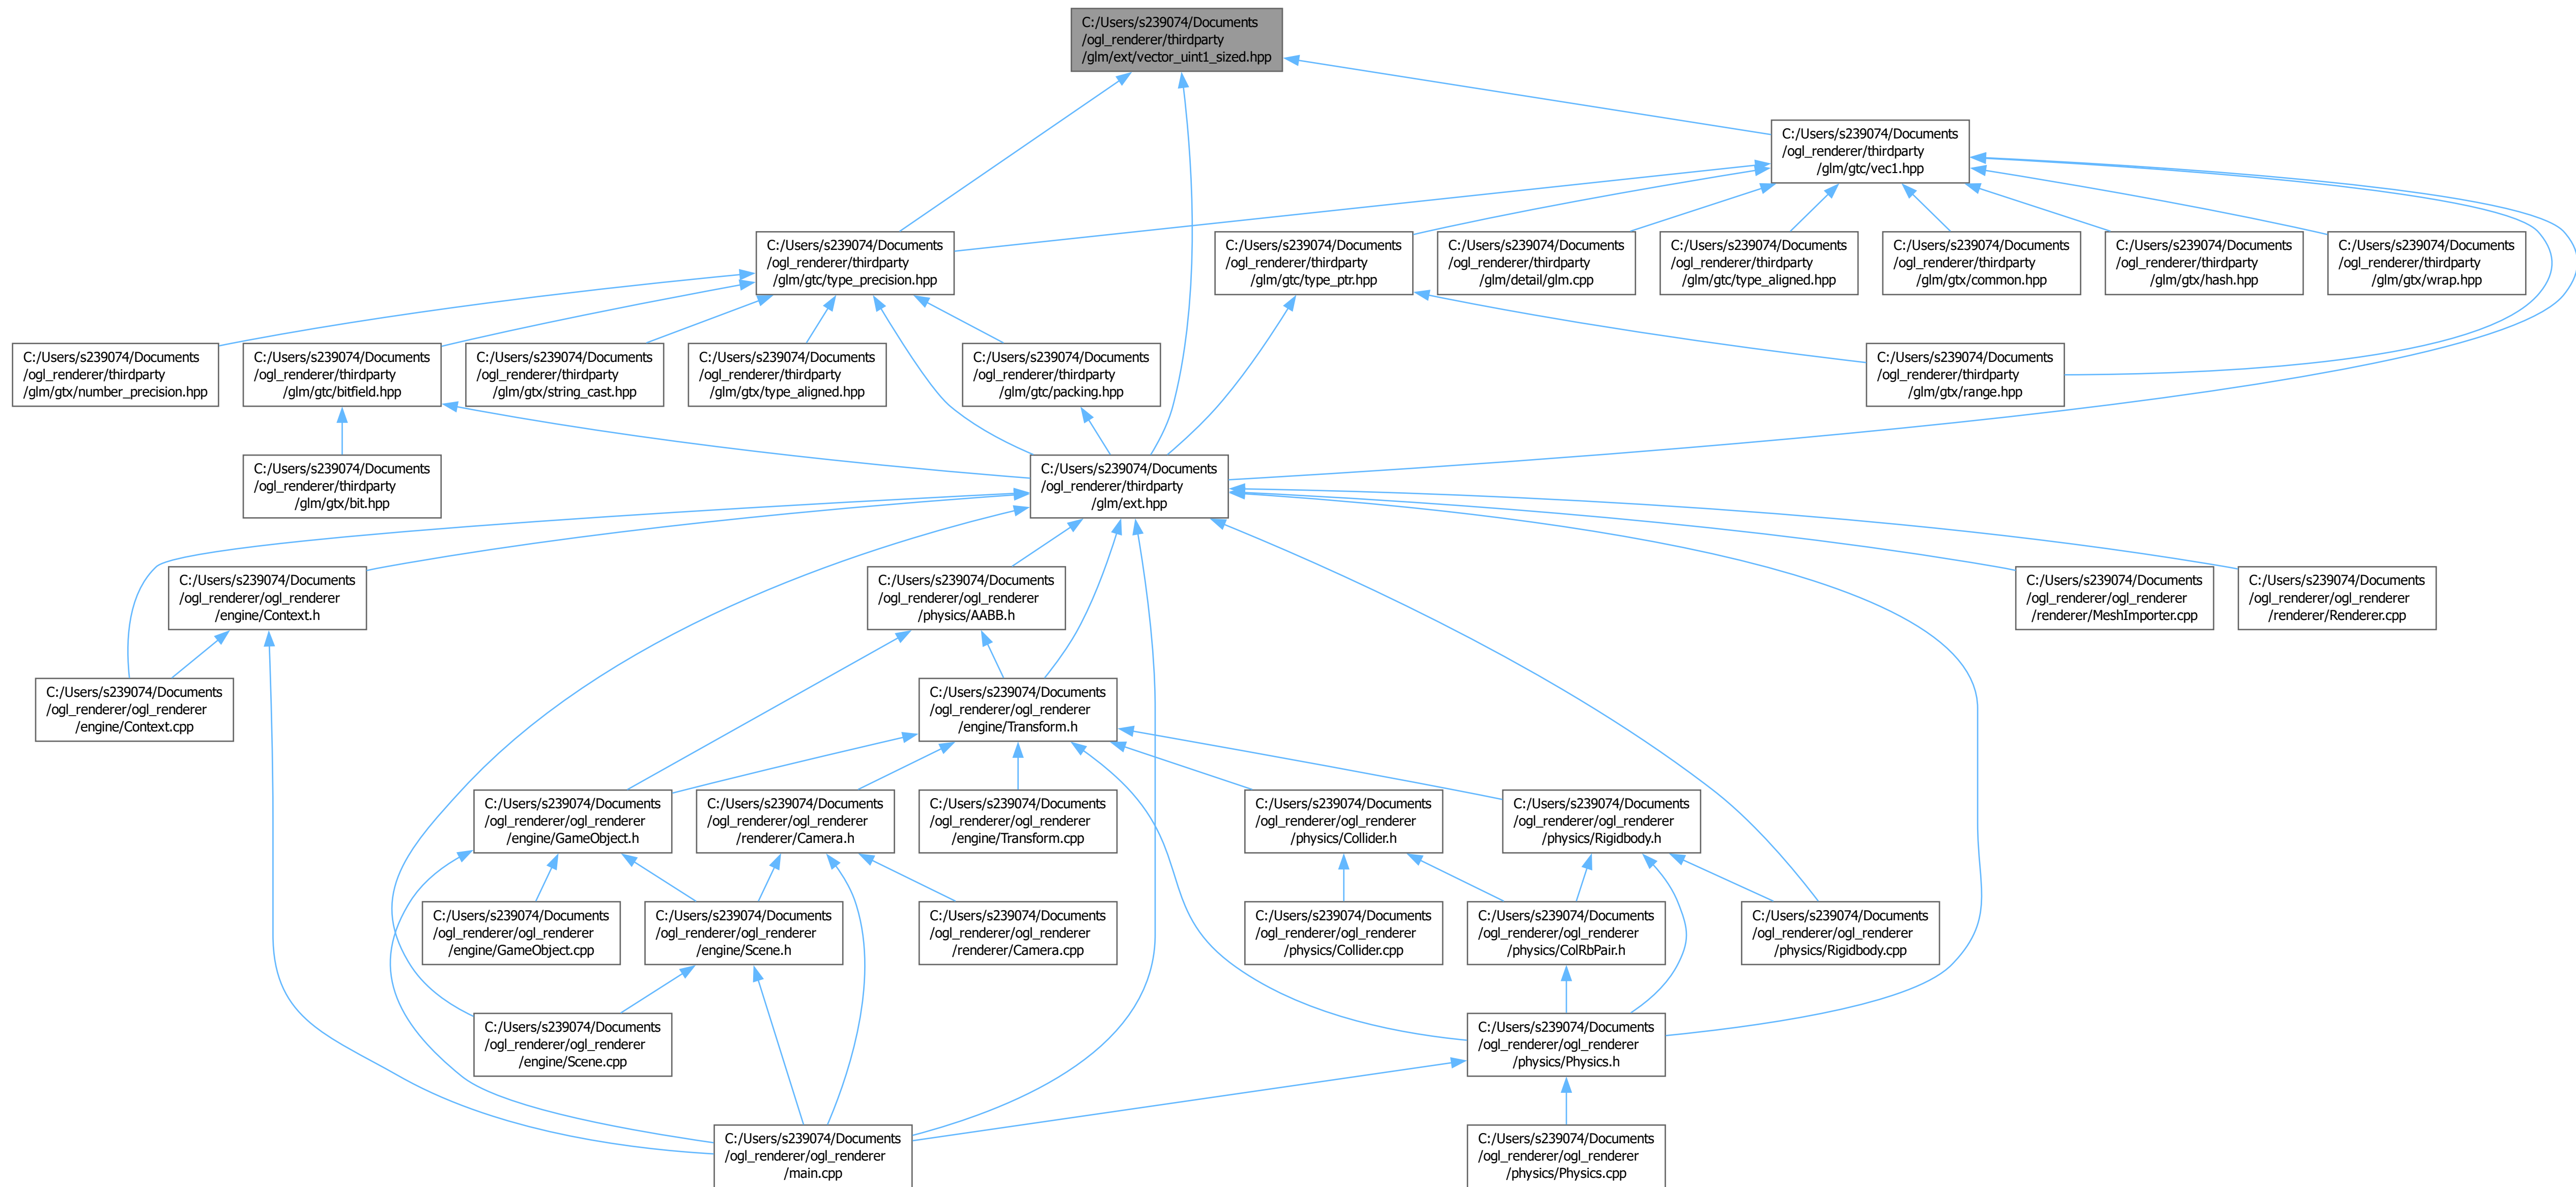 C:/Users/s239074/Documents
/ogl_renderer/thirdparty
/glm/ext/vector_uint1_sized.hpp
C:/Users/s239074/Documents
/ogl_renderer/thirdparty
/glm/gtc/vec1.hpp
C:/Users/s239074/Documents
/ogl_renderer/thirdparty
/glm/gtc/type_precision.hpp
C:/Users/s239074/Documents
/ogl_renderer/thirdparty
/glm/gtc/type_ptr.hpp
C:/Users/s239074/Documents
/ogl_renderer/thirdparty
/glm/detail/glm.cpp
C:/Users/s239074/Documents
/ogl_renderer/thirdparty
/glm/gtc/type_aligned.hpp
C:/Users/s239074/Documents
/ogl_renderer/thirdparty
/glm/gtx/common.hpp
C:/Users/s239074/Documents
/ogl_renderer/thirdparty
/glm/gtx/hash.hpp
C:/Users/s239074/Documents
/ogl_renderer/thirdparty
/glm/gtx/wrap.hpp
C:/Users/s239074/Documents
/ogl_renderer/thirdparty
/glm/gtx/number_precision.hpp
C:/Users/s239074/Documents
/ogl_renderer/thirdparty
/glm/gtc/bitfield.hpp
C:/Users/s239074/Documents
/ogl_renderer/thirdparty
/glm/gtx/string_cast.hpp
C:/Users/s239074/Documents
/ogl_renderer/thirdparty
/glm/gtx/type_aligned.hpp
C:/Users/s239074/Documents
/ogl_renderer/thirdparty
/glm/gtc/packing.hpp
C:/Users/s239074/Documents
/ogl_renderer/thirdparty
/glm/gtx/range.hpp
C:/Users/s239074/Documents
/ogl_renderer/thirdparty
/glm/gtx/bit.hpp
C:/Users/s239074/Documents
/ogl_renderer/thirdparty
/glm/ext.hpp
C:/Users/s239074/Documents
/ogl_renderer/ogl_renderer
/engine/Context.h
C:/Users/s239074/Documents
/ogl_renderer/ogl_renderer
/physics/AABB.h
C:/Users/s239074/Documents
/ogl_renderer/ogl_renderer
/renderer/MeshImporter.cpp
C:/Users/s239074/Documents
/ogl_renderer/ogl_renderer
/renderer/Renderer.cpp
C:/Users/s239074/Documents
/ogl_renderer/ogl_renderer
/engine/Context.cpp
C:/Users/s239074/Documents
/ogl_renderer/ogl_renderer
/engine/Transform.h
C:/Users/s239074/Documents
/ogl_renderer/ogl_renderer
/engine/GameObject.h
C:/Users/s239074/Documents
/ogl_renderer/ogl_renderer
/renderer/Camera.h
C:/Users/s239074/Documents
/ogl_renderer/ogl_renderer
/engine/Transform.cpp
C:/Users/s239074/Documents
/ogl_renderer/ogl_renderer
/physics/Collider.h
C:/Users/s239074/Documents
/ogl_renderer/ogl_renderer
/physics/Rigidbody.h
C:/Users/s239074/Documents
/ogl_renderer/ogl_renderer
/engine/GameObject.cpp
C:/Users/s239074/Documents
/ogl_renderer/ogl_renderer
/engine/Scene.h
C:/Users/s239074/Documents
/ogl_renderer/ogl_renderer
/renderer/Camera.cpp
C:/Users/s239074/Documents
/ogl_renderer/ogl_renderer
/physics/Collider.cpp
C:/Users/s239074/Documents
/ogl_renderer/ogl_renderer
/physics/ColRbPair.h
C:/Users/s239074/Documents
/ogl_renderer/ogl_renderer
/physics/Rigidbody.cpp
C:/Users/s239074/Documents
/ogl_renderer/ogl_renderer
/engine/Scene.cpp
C:/Users/s239074/Documents
/ogl_renderer/ogl_renderer
/physics/Physics.h
C:/Users/s239074/Documents
/ogl_renderer/ogl_renderer
/main.cpp
C:/Users/s239074/Documents
/ogl_renderer/ogl_renderer
/physics/Physics.cpp